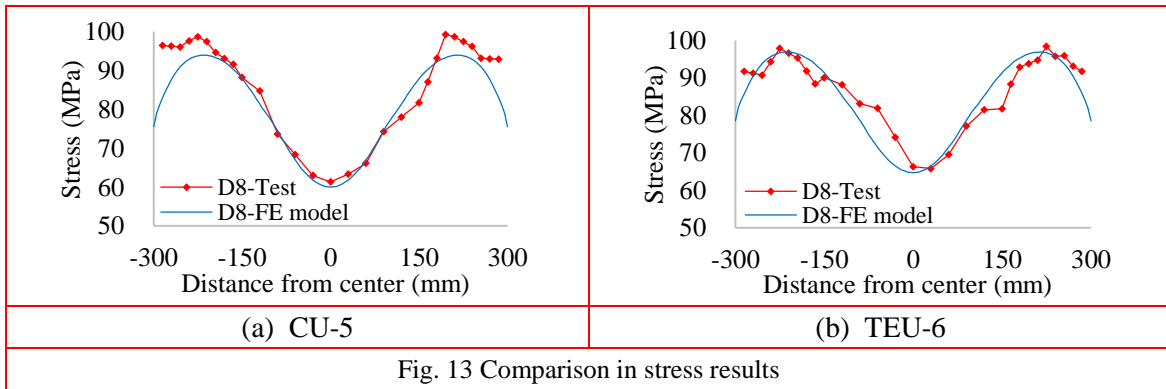 100
90
80
70
60
50
Stress (MPa)
D8-Test
D8-FE model
-300 -150 0 150 300
Distance from center (mm)
100
90
80
70
60
50
Stress (MPa)
D8-Test
D8-FE model
-300 -150 0 150 300
Distance from center (mm)
(a) CU-5
(b) TEU-6
Fig. 13 Comparison in stress results